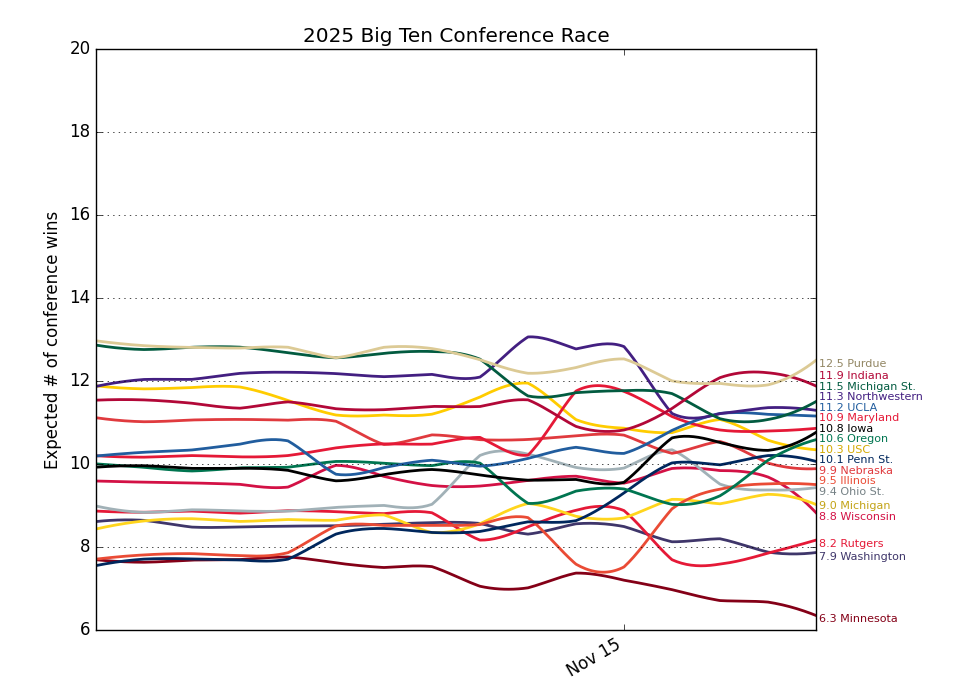 2025 Big Ten Conference Race
Expected # of conference wins
20
18
16
14
12
10
8
6
Nov 15
12.5 Purdue
11.9 Indiana
11.5 Michigan St.
11.3 Northwestern
11.2 UCLA
10.9 Maryland
10.8 Iowa
10.6 Oregon
10.3 USC
10.1 Penn St.
9.9 Nebraska
9.5 Illinois
9.4 Ohio St.
9.0 Michigan
8.8 Wisconsin
8.2 Rutgers
7.9 Washington
6.3 Minnesota